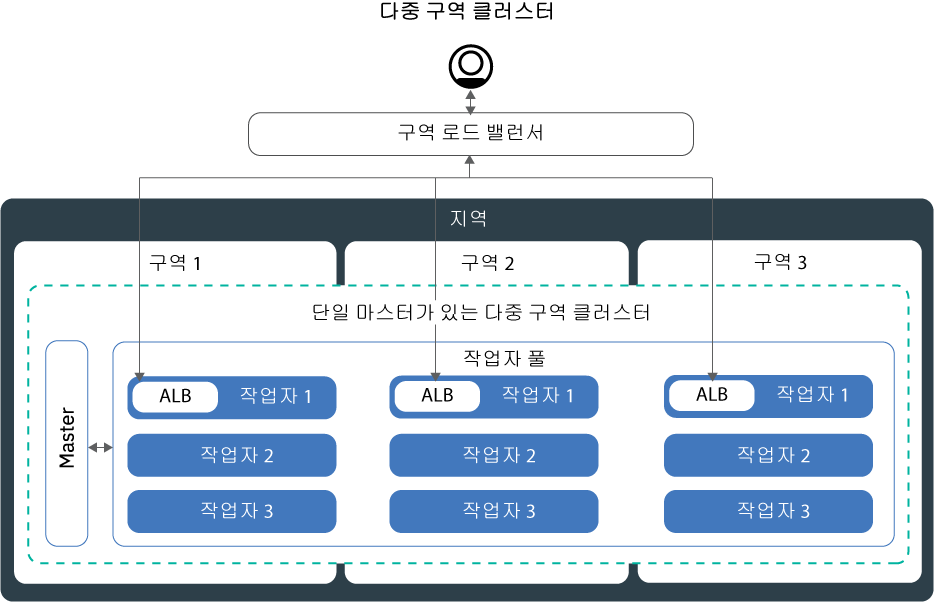 다중 구역 클러스터
구역 로드 밸런서
지역
구역 1
구역 2
구역 3
단일 마스터가 있는 다중 구역 클러스터
작업자 풀
Master
ALB 작업자 1
ALB 작업자 1
ALB 작업자 1
작업자 2
작업자 2
작업자 2
작업자 3
작업자 3
작업자 3